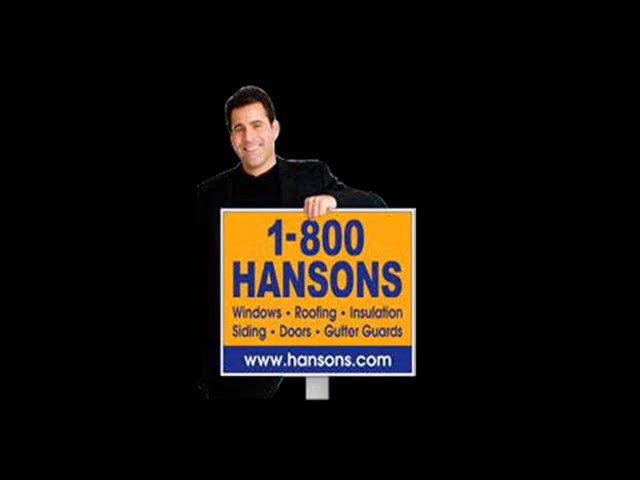 1-800
HANSONS
Windows • Roofing • Insulation
Siding • Doors • Gutter Guards
www.hansons.com